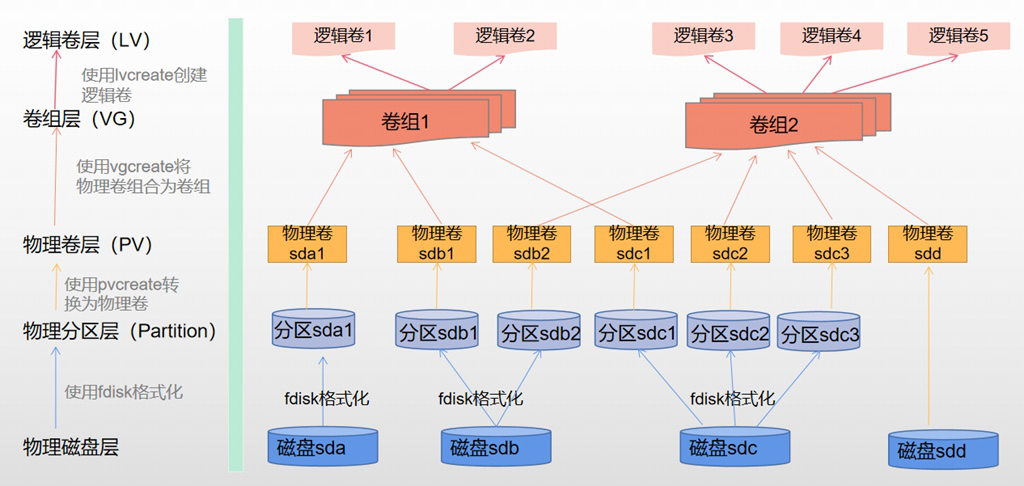 逻辑卷层（LV）
使用lvcreate创建
逻辑卷
卷组层（VG）
使用vgcreate将
物理卷组合为卷组
物理卷层（PV）
使用pvcreate转
换为物理卷
物理分区层（Partition）
使用fdisk格式化
物理磁盘层
逻辑卷1
逻辑卷2
逻辑卷3
逻辑卷4
逻辑卷5
卷组1
卷组2
物理卷
sda1
物理卷
sdb1
物理卷
sdb2
物理卷
sdc1
物理卷
sdc2
物理卷
sdc3
物理卷
sdd
分区sda1
分区sdb1
分区sdb2
分区sdc1
分区sdc2
分区sdc3
fdisk格式化
fdisk格式化
fdisk格式化
磁盘sda
磁盘sdb
磁盘sdc
磁盘sdd